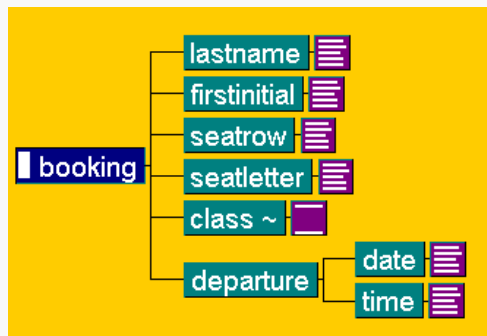 lastname
firstinitial
seatrow
booking
seatletter
class ~
departure
date
time